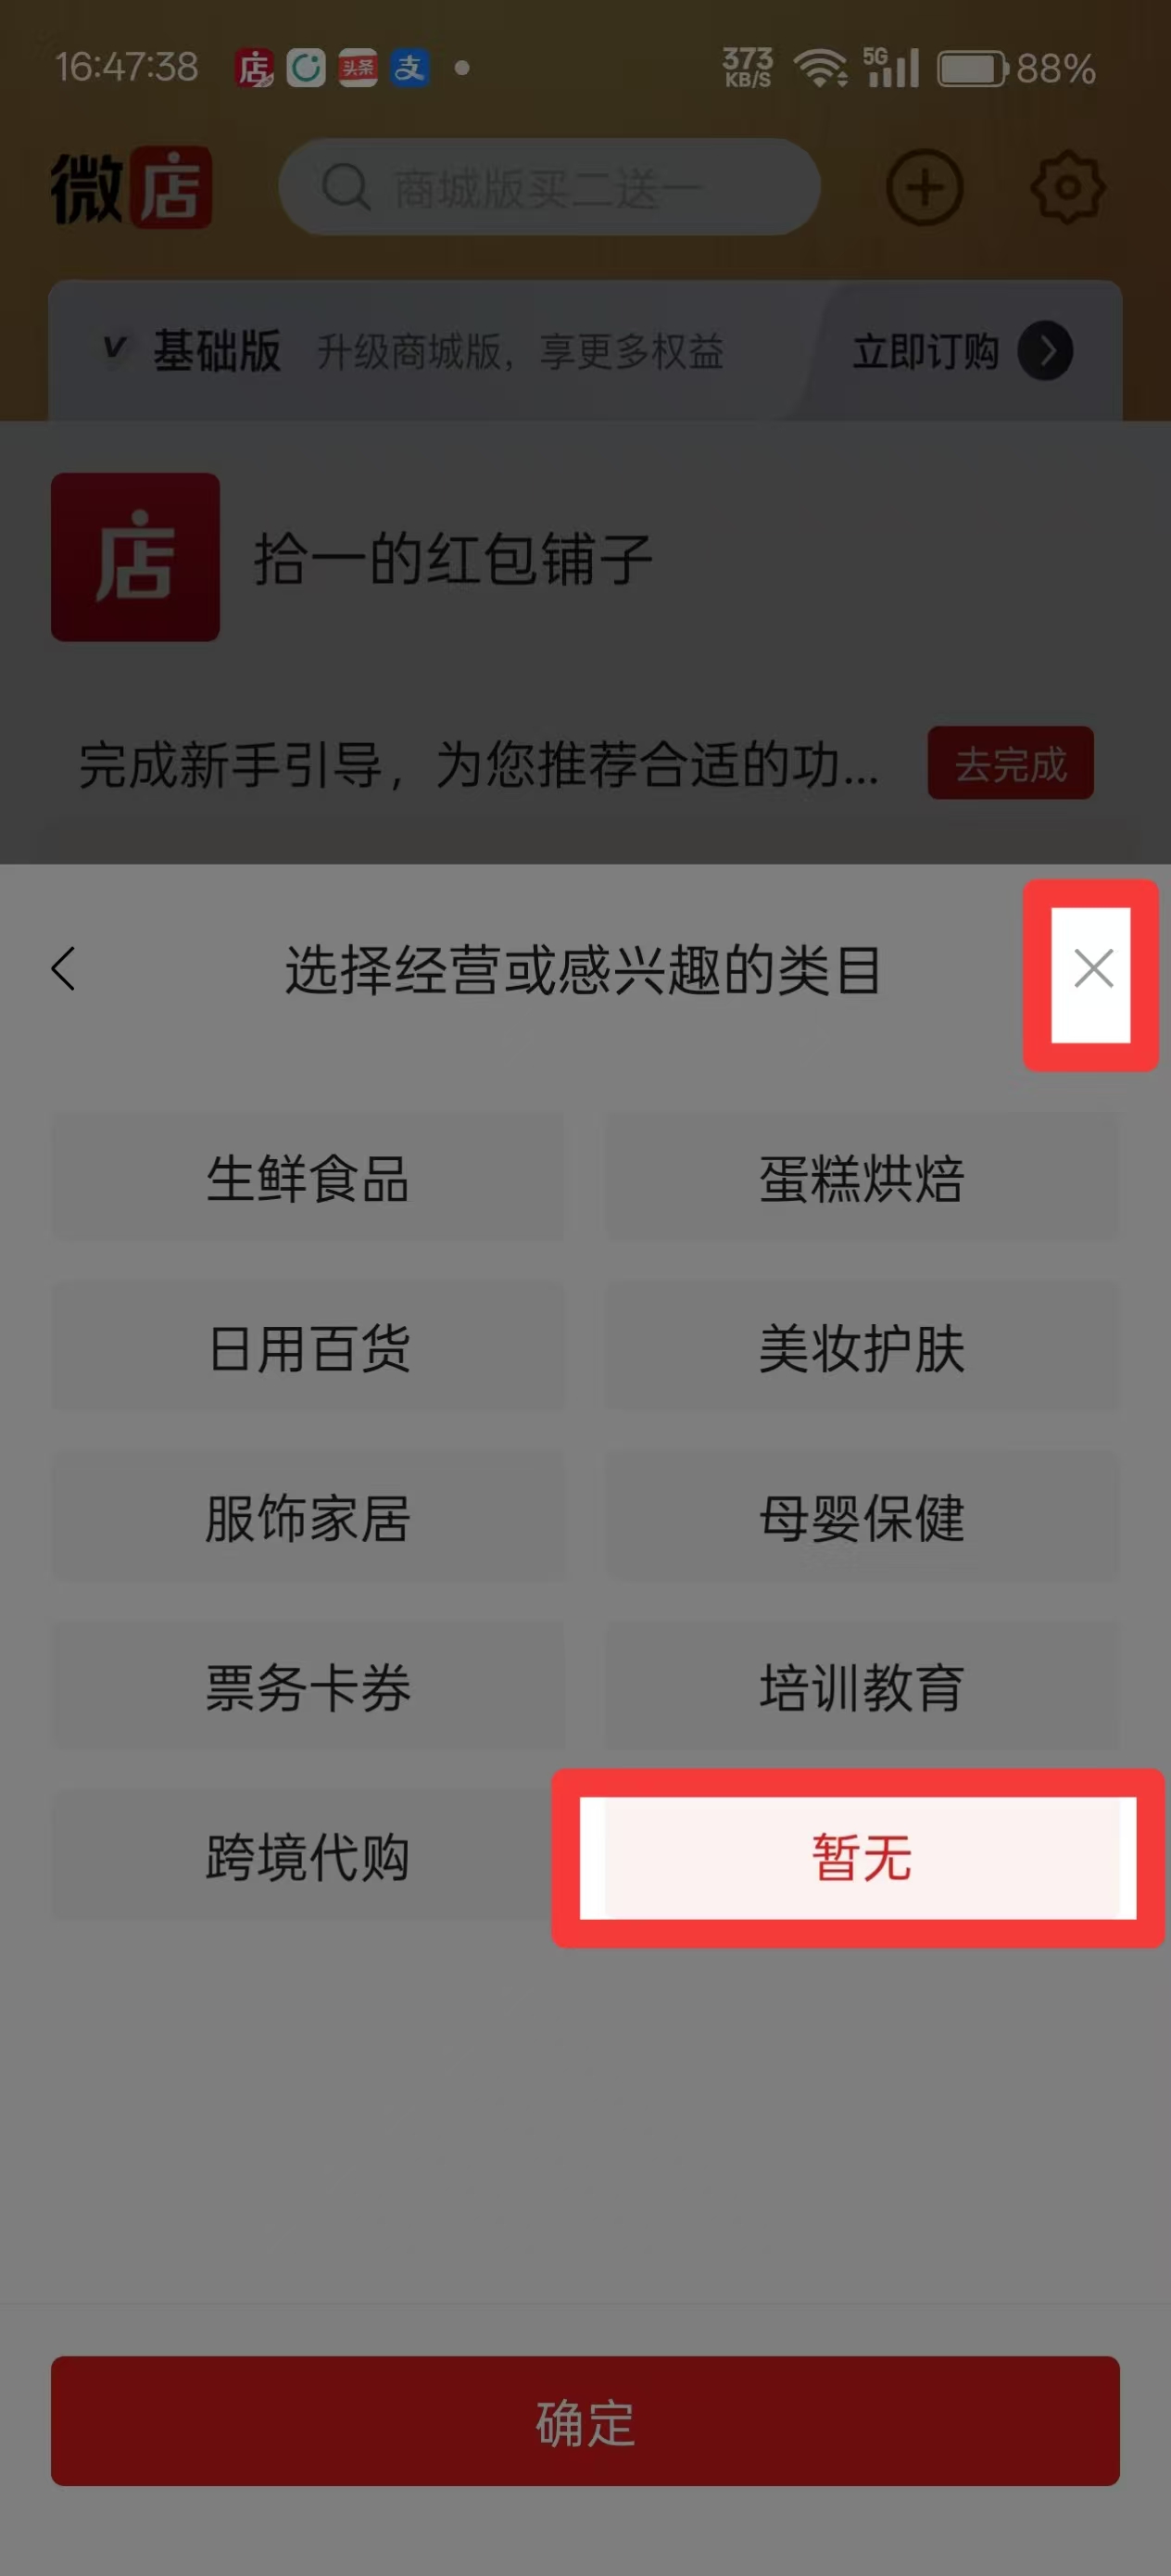 16:47:38 店 头条 支 373 KB/S 5G 88%
微店 商城版买二送一
V 基础版 升级商城版，享更多权益 立即订购
店 拾一的红包铺子
完成新手引导，为您推荐合适的功... 去完成
选择经营或感兴趣的类目
生鲜食品 蛋糕烘焙
日用百货 美妆护肤
服饰家居 母婴保健
票务卡券 培训教育
跨境代购 暂无
确定